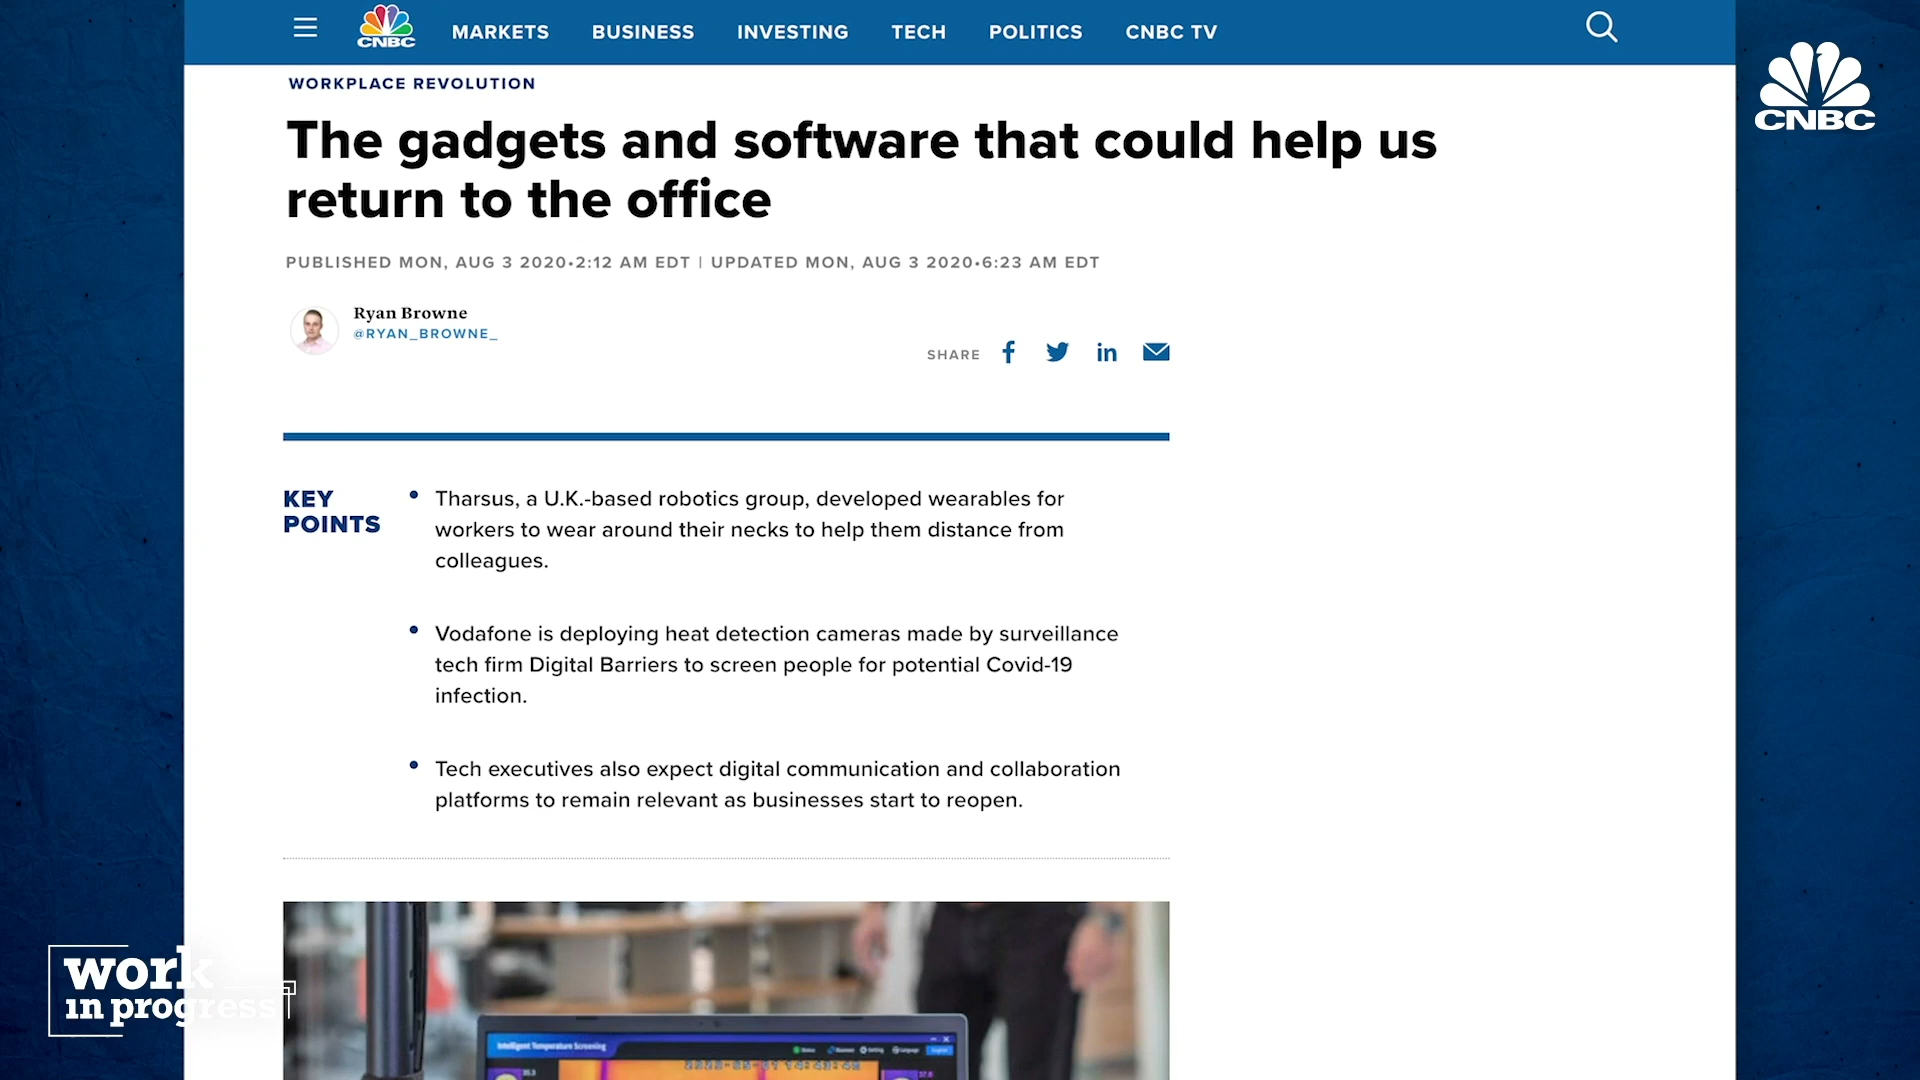 CNBC
MARKETS
BUSINESS
INVESTING
TECH
POLITICS
CNBC TV
CNBC
WORKPLACE REVOLUTION
The gadgets and software that could help us
return to the office
PUBLISHED MON, AUG 3 2020•2:12 AM EDT | UPDATED MON, AUG 3 2020•6:23 AM EDT
Ryan Browne
@RYAN_BROWNE_
SHARE
KEY
POINTS
• Tharsus, a U.K.-based robotics group, developed wearables for
workers to wear around their necks to help them distance from
colleagues.
• Vodafone is deploying heat detection cameras made by surveillance
tech firm Digital Barriers to screen people for potential Covid-19
infection.
• Tech executives also expect digital communication and collaboration
platforms to remain relevant as businesses start to reopen.
work
in progress
Intelligent Temperature Screening